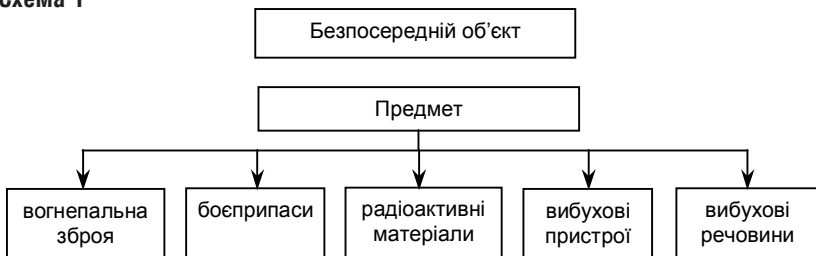 Схема 1
Безпосередній об’єкт
Предмет
вогнепальна
зброя
боєприпаси
радіоактивні
матеріали
вибухові
пристрої
вибухові
речовини